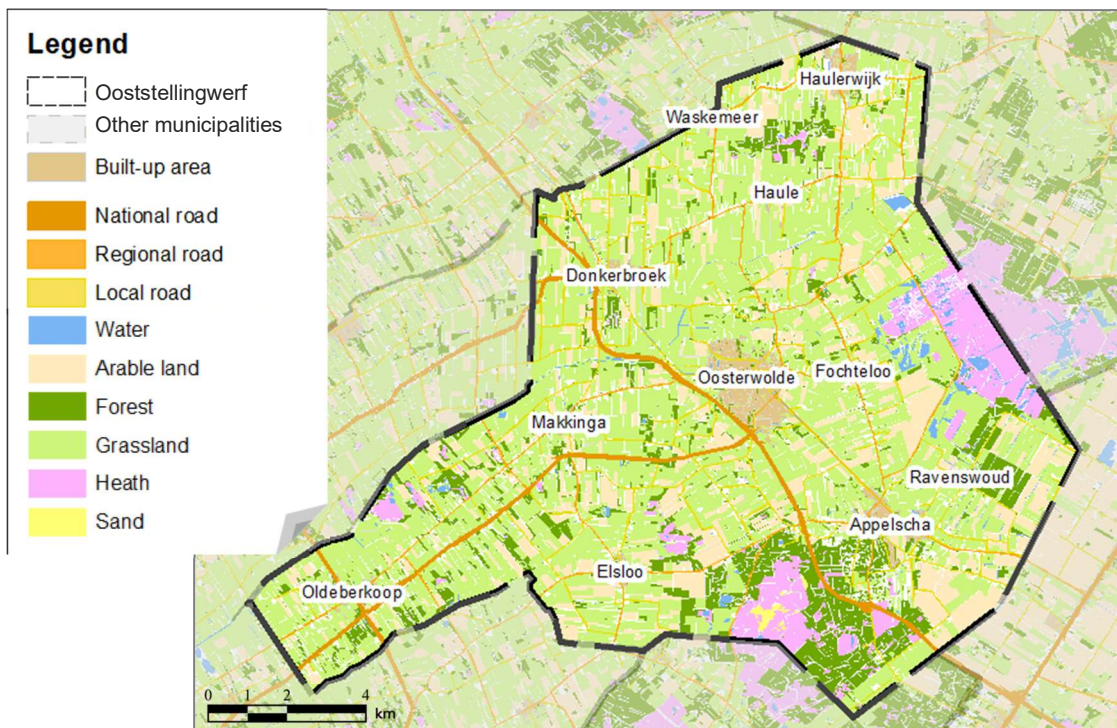 Legend
Ooststellingwerf
Other municipalities
Built-up area
National road
Regional road
Local road
Water
Arable land
Forest
Grassland
Heath
Sand
Haulerwijk
Waskemeer
Haule
Donkerbroek
Oosterwolde
Fochteloo
Makkinga
Ravenswoud
Appelscha
Elsloo
Oldeberkoop
0 1 2 4
km